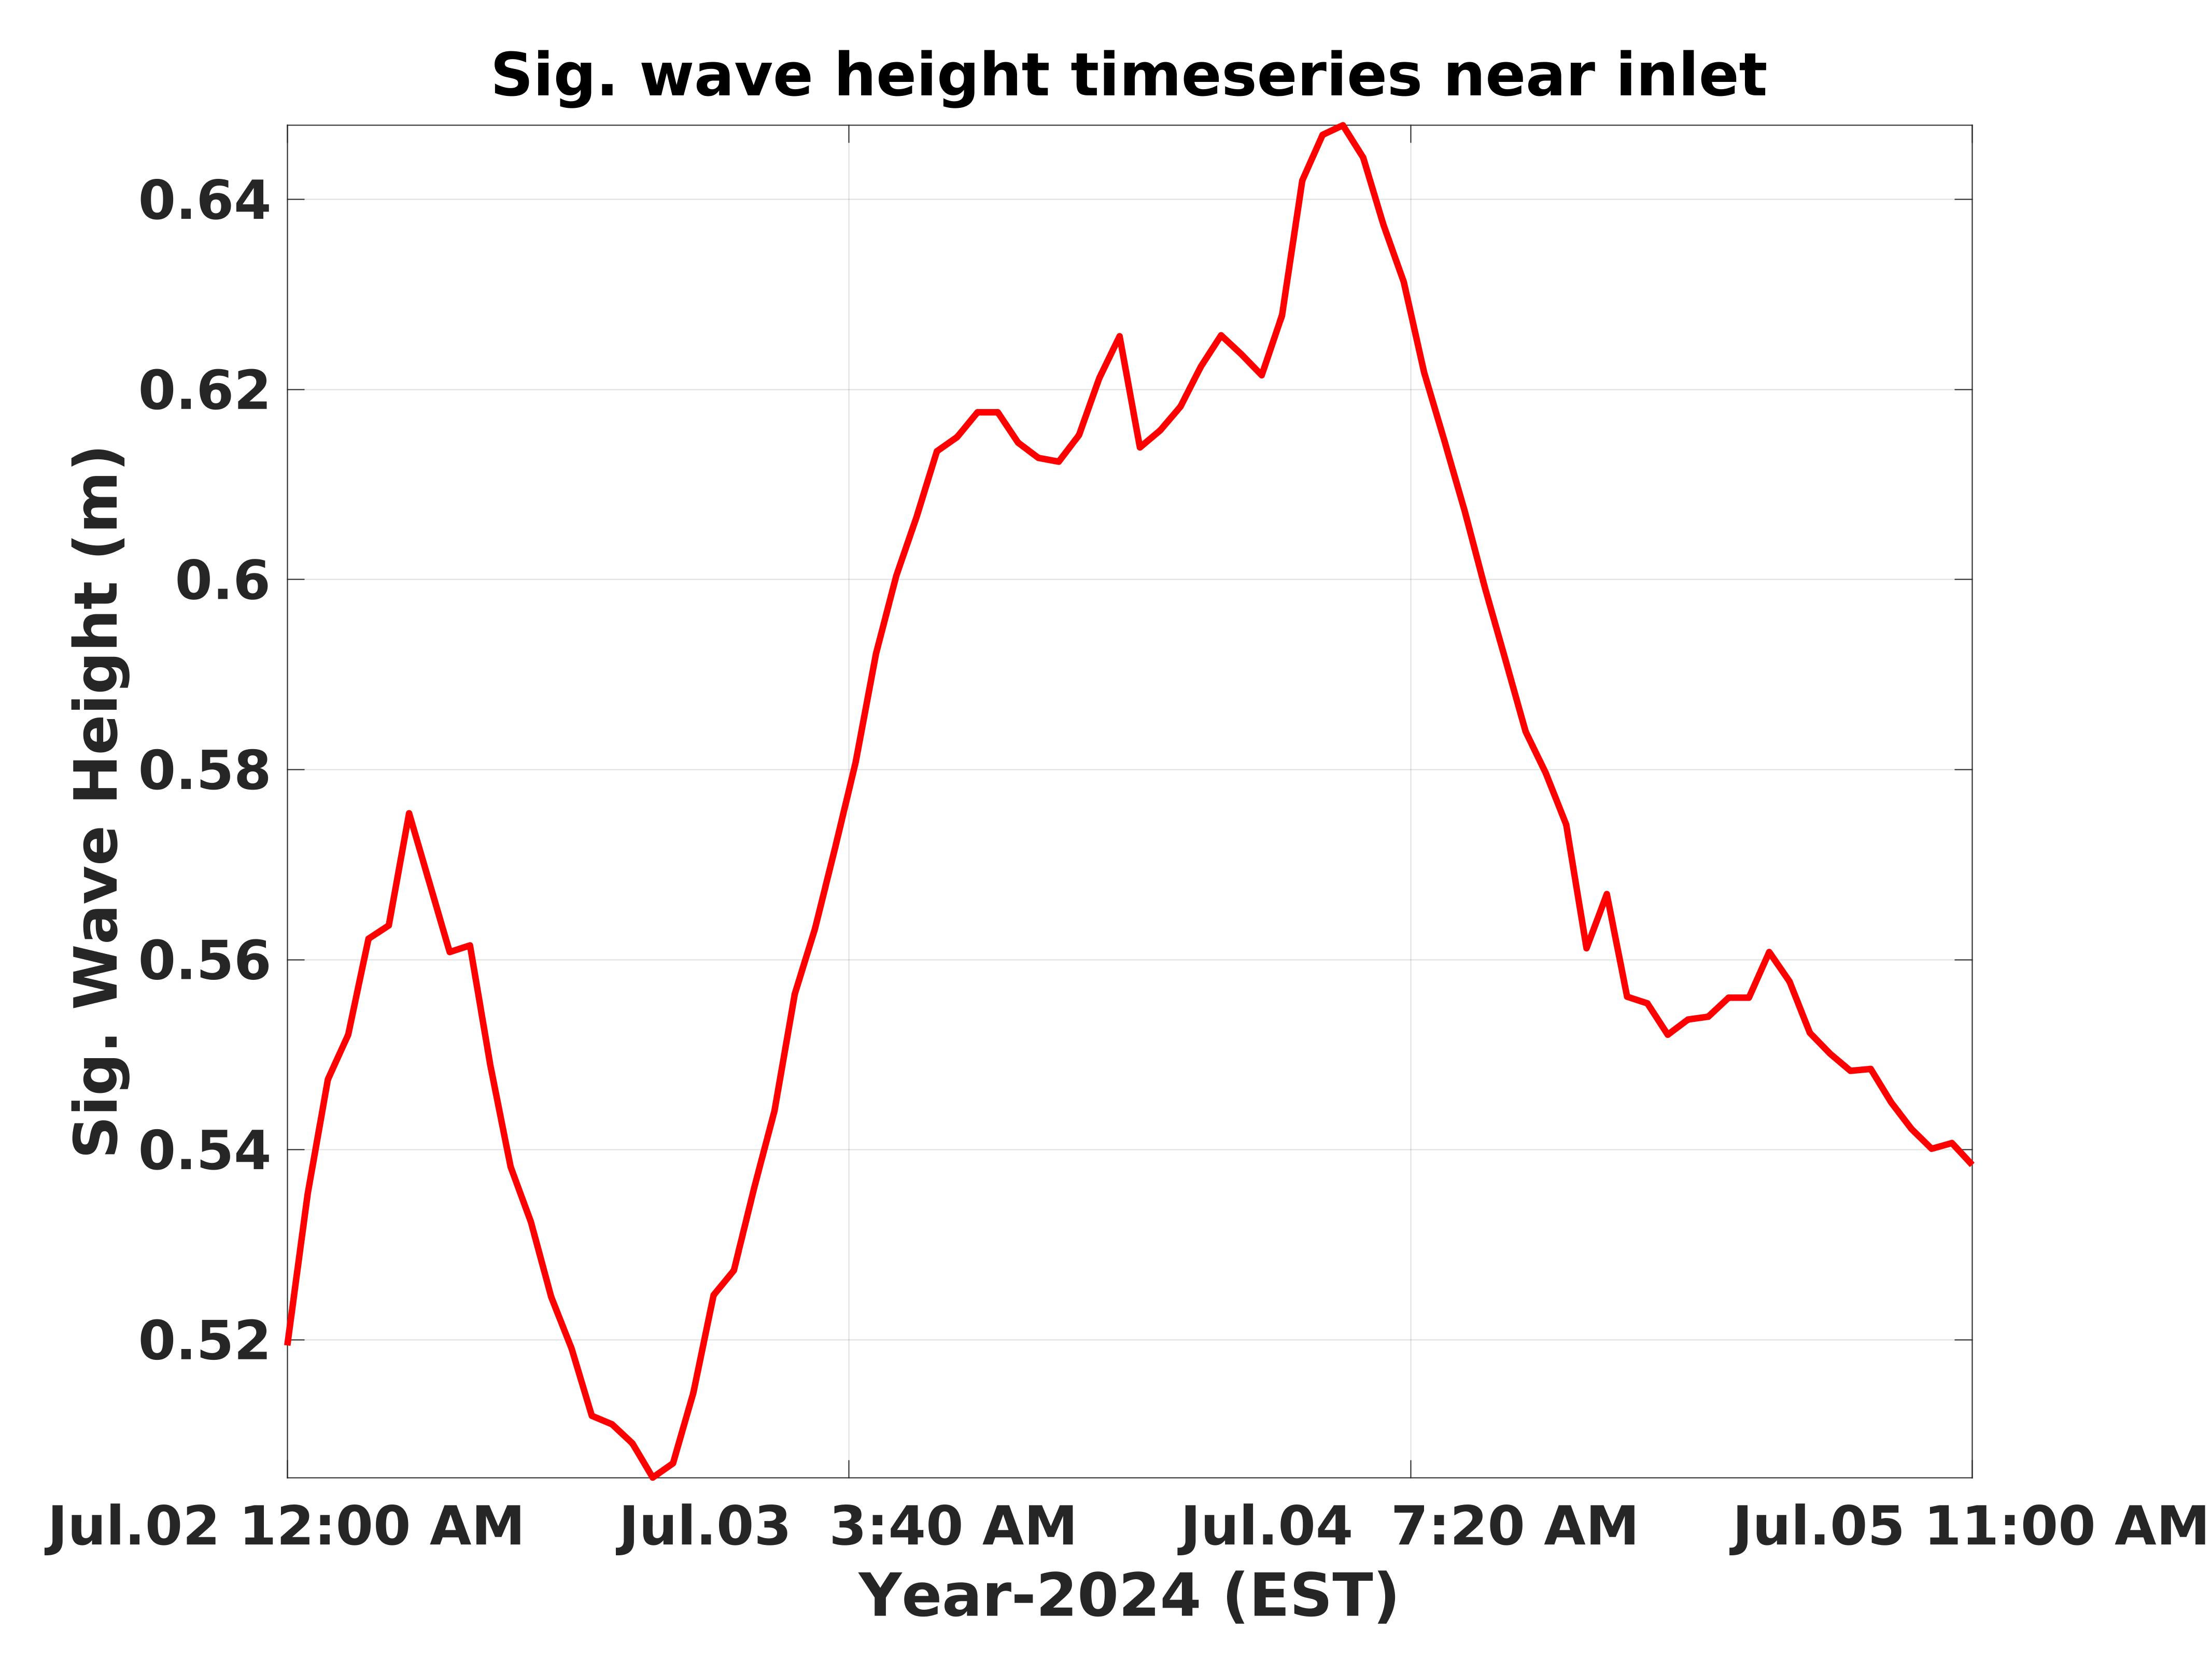 Sig. wave height timeseries near inlet
Sig. Wave Height (m)
0.64
0.62
0.6
0.58
0.56
0.54
0.52
Jul.02 12:00 AM
Jul.03  3:40 AM
Jul.04  7:20 AM
Jul.05 11:00 AM
Year-2024 (EST)